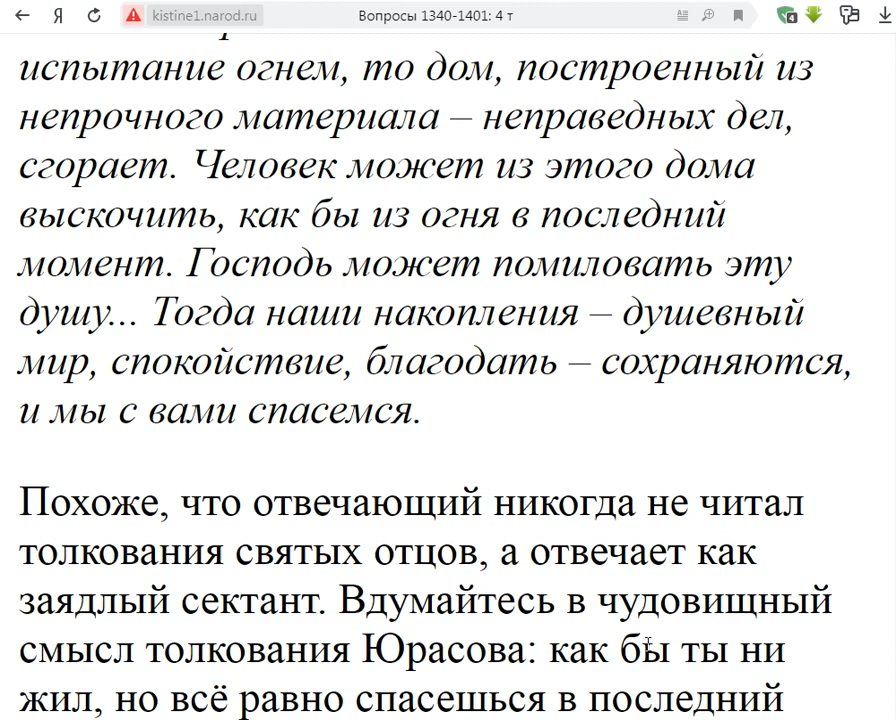 kistine1.narod.ru
Вопросы 1340-1401: 4 т
4
испытание огнем, то дом, построенный из
непрочного материала – неправедных дел,
сгорает. Человек может из этого дома
выскочить, как бы из огня в последний
момент. Господь может помиловать эту
душу... Тогда наши накопления – душевный
мир, спокойствие, благодать – сохраняются,
и мы с вами спасемся.
Похоже, что отвечающий никогда не читал
толкования святых отцов, а отвечает как
заядлый сектант. Вдумайтесь в чудовищный
смысл толкования Юрасова: как бы ты ни
жил, но всё равно спасешься в последний